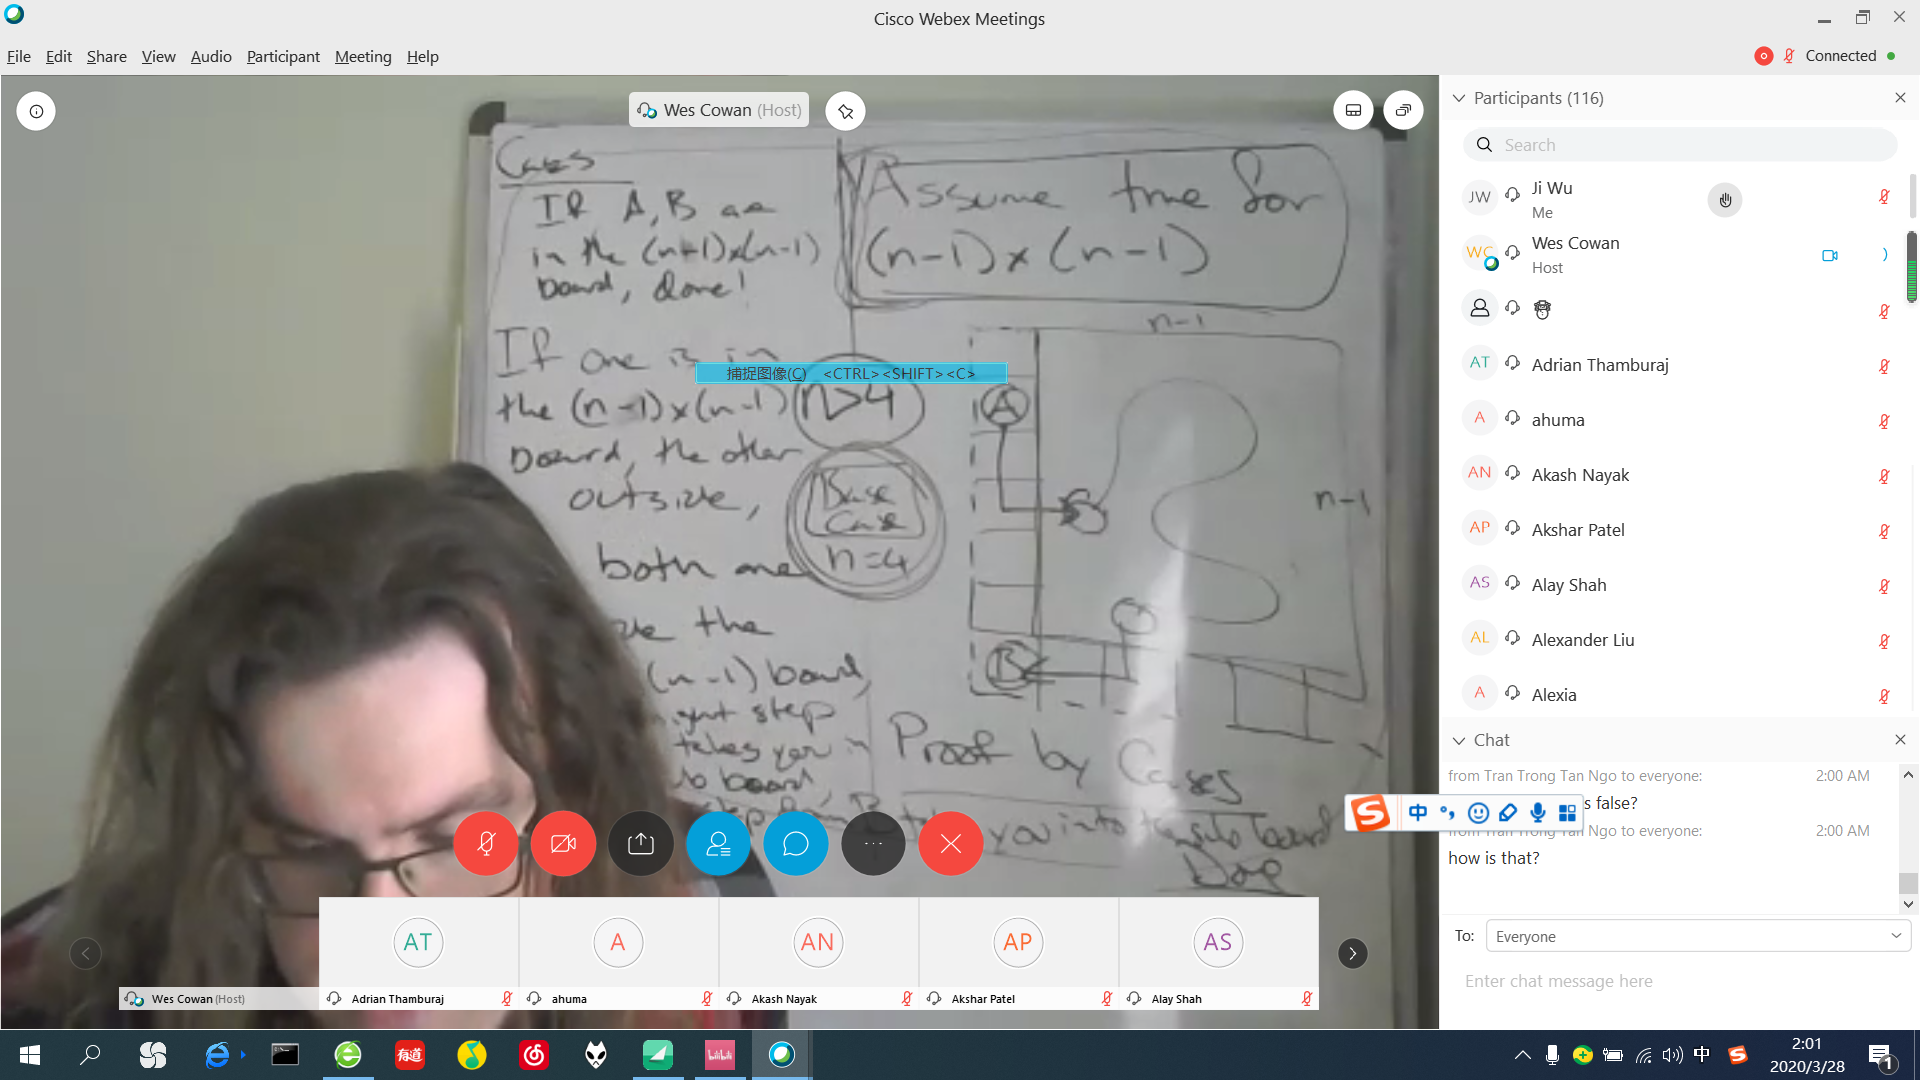 Cisco Webex Meetings
File Edit Share View Audio Participant Meeting Help
Connected
Wes Cowan (Host)
Cases
If A, B are
in the (n+1)x(n-1)
board, done!
If one is in
the (n-1)x(n-1)
board, the other
outside,
both are
the
(n-1) board,
step
takes you in
board,
Assume true for
(n-1)x(n-1)
n-1
n>4
Base
Case
n=4
A
n-1
B
Proof by Cases
you into board
Done
捕捉图像(C) <CTRL><SHIFT><C>
Participants (116)
Search
JW Ji Wu
Me
WC Wes Cowan
Host
AT Adrian Thamburaj
A ahuma
AN Akash Nayak
AP Akshar Patel
AS Alay Shah
AL Alexander Liu
A Alexia
Chat
from Tran Trong Tan Ngo to everyone: 2:00 AM
s false?
from Tran Trong Tan Ngo to everyone: 2:00 AM
how is that?
S 中
To: Everyone
Enter chat message here
AT A AN AP AS
Wes Cowan (Host) Adrian Thamburaj ahuma Akash Nayak Akshar Patel Alay Shah
有道
中 S
2:01
2020/3/28
1